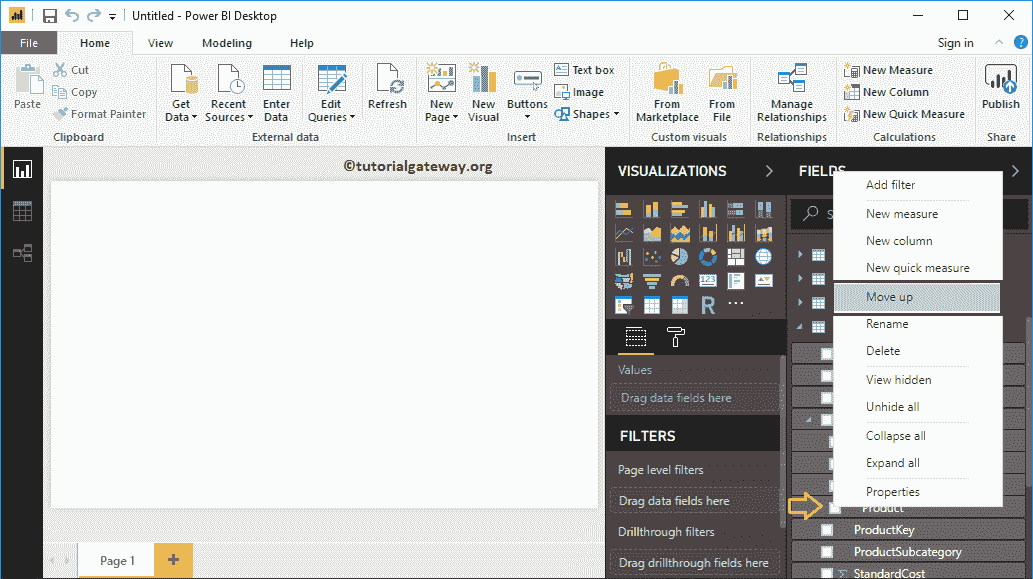 Untitled - Power BI Desktop
File Home View Modeling Help Sign in
Cut
Copy
Format Painter
Paste
Clipboard
Get Data
Recent Sources
Enter Data
Edit Queries
External data
Refresh
New Page
New Visual
Buttons
Text box
Image
Shapes
Insert
From Marketplace
From File
Custom visuals
Manage Relationships
Relationships
New Measure
New Column
New Quick Measure
Calculations
Publish
Share
©tutorialgateway.org
VISUALIZATIONS
R
123
Values
Drag data fields here
FILTERS
Page level filters
Drag data fields here
Drillthrough filters
Drag drillthrough fields here
FIELDS
S
Add filter
New measure
New column
New quick measure
Move up
Rename
Delete
View hidden
Unhide all
Collapse all
Expand all
Properties
Product
ProductKey
ProductSubcategory
Σ StandardCost
Page 1 +